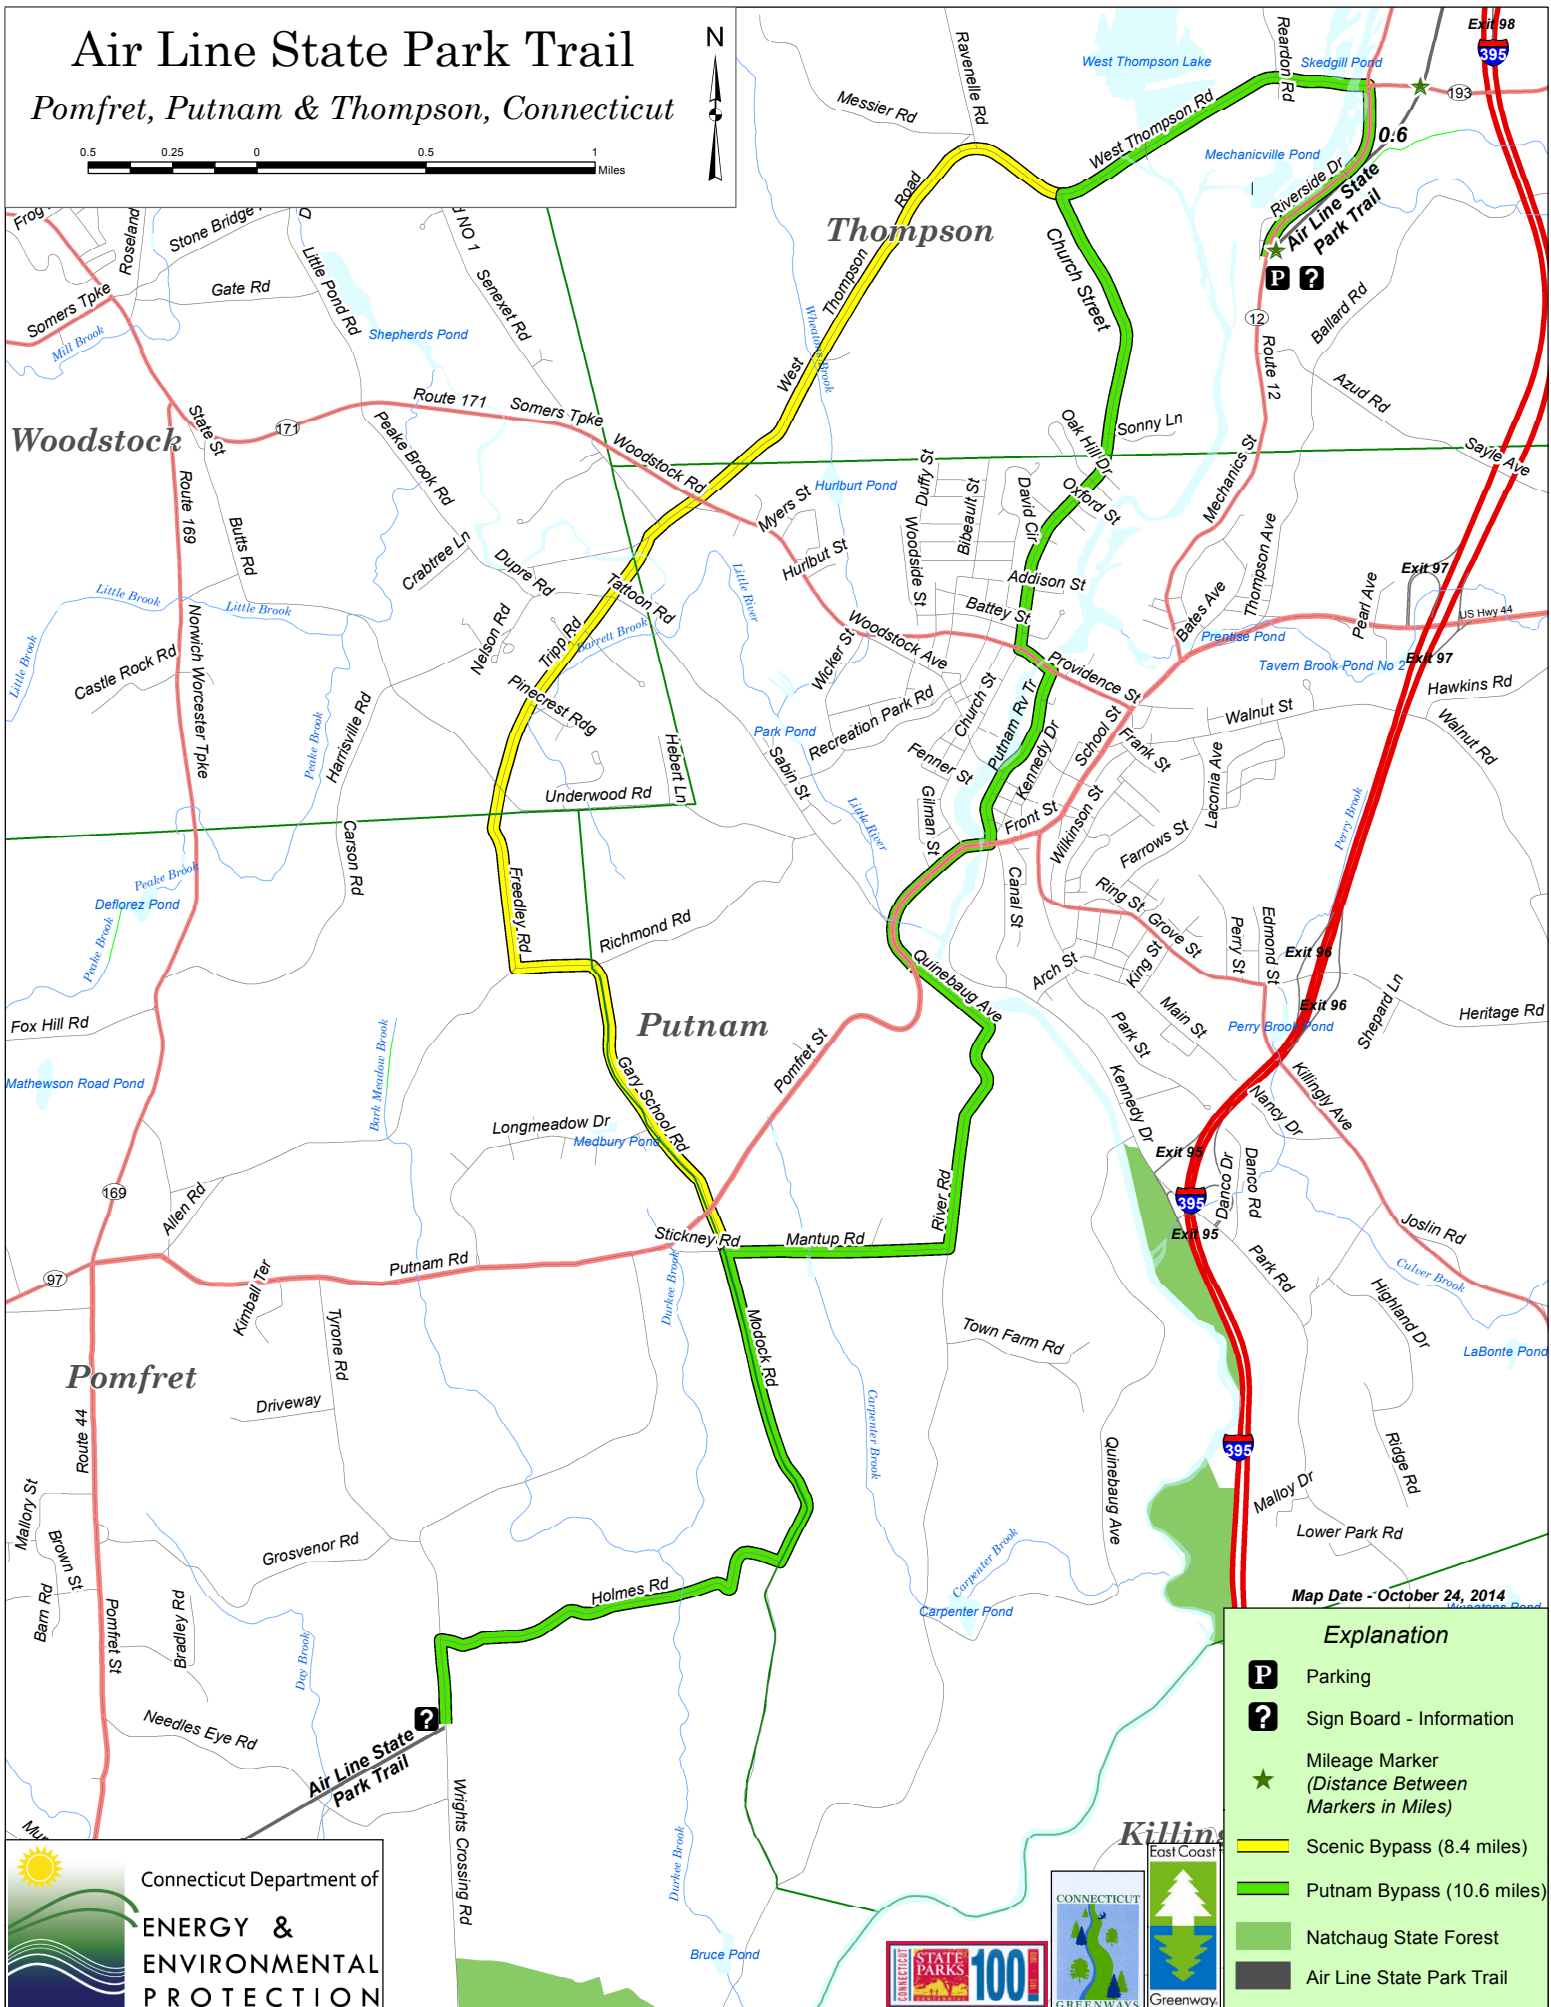 Air Line State Park Trail
Pomfret, Putnam & Thompson, Connecticut
0.5 0.25 0 0.5 1
Miles
N
Exit 98
395
193
Reardon Rd
Skedgill Pond
West Thompson Lake
Ravenelle Rd
Messier Rd
West Thompson Rd
0.6
Mechanicville Pond
Riverside Dr
Air Line State
Park Trail
P ?
Thompson
West Thompson Road
Church Street
Wheatons Brook
12
Route 12
Ballard Rd
Azud Rd
Sayle Ave
Frog
Roseland
Stone Bridge
D
d NO 1
Senexet Rd
Little Pond Rd
Gate Rd
Somers Tpke
Mill Brook
Shepherds Pond
Woodstock
State St
171
Route 171
Somers Tpke
Woodstock Rd
Peake Brook Rd
Route 169
Butts Rd
Crabtree Ln
Dupre Rd
Tattoon Rd
Myers St
Hurlburt Pond
Hurlbut St
Duffy St
Woodside St
Bibeault St
David Cir
Oak Hill Dr
Sonny Ln
Oxford St
Addison St
Battey St
Mechanics St
Thompson Ave
Bates Ave
Exit 97
Pearl Ave
US Hwy 44
Prentise Pond
Tavern Brook Pond No 2
Exit 97
Hawkins Rd
Walnut St
Walnut Rd
Little Brook
Little Brook
Little Brook
Norwich Worcester Tpke
Castle Rock Rd
Nelson Rd
Tripp Rd
Barrett Brook
Little River
Pinecrest Rdg
Harrisville Rd
Peake Brook
Hebert Ln
Underwood Rd
Woodstock Ave
Wicker St
Recreation Park Rd
Church St
Providence St
Putnam Rv Tr
Kennedy Dr
School St
Frank St
Park Pond
Sabin St
Fenner St
Gilman St
Little River
Front St
Wilkinson St
Laconia Ave
Farrows St
Perry Brook
Carson Rd
Freedley Rd
Peake Brook
Deflorez Pond
Peake Brook
Richmond Rd
Canal St
Ring St
Grove St
Perry St
Edmond St
King St
Arch St
Exit 96
Exit 96
Quinebaug Ave
Putnam
Main St
Park St
Perry Brook Pond
Shepard Ln
Heritage Rd
Fox Hill Rd
Mathewson Road Pond
Bark Meadow Brook
Gary School Rd
Pomfret St
Longmeadow Dr
Medbury Pond
Kennedy Dr
Nancy Dr
Killingly Ave
Exit 95
Danco Dr
Danco Rd
395
Exit 95
Joslin Rd
Park Rd
Culver Brook
Highland Dr
LaBonte Pond
169
Allen Rd
97
Putnam Rd
Kimball Ter
Stickney Rd
Mantup Rd
River Rd
Durkee Brook
Modock Rd
Town Farm Rd
Tyrone Rd
Driveway
Pomfret
Route 44
Carpenter Brook
Quinebaug Ave
395
Ridge Rd
Malloy Dr
Lower Park Rd
Mallory St
Brown St
Barn Rd
Grosvenor Rd
Bradley Rd
Pomfret St
Holmes Rd
Carpenter Brook
Carpenter Pond
Day Brook
Needles Eye Rd
Air Line State
Park Trail
?
Wrights Crossing Rd
Durkee Brook
Bruce Pond
Killing
Map Date - October 24, 2014
Wheatons Pond
Explanation
P Parking
? Sign Board - Information
Mileage Marker
(Distance Between
Markers in Miles)
Scenic Bypass (8.4 miles)
Putnam Bypass (10.6 miles)
Natchaug State Forest
Air Line State Park Trail
Connecticut Department of
ENERGY &
ENVIRONMENTAL
PROTECTION
CONNECTICUT
STATE
PARKS
CENTENNIAL
100
CONNECTICUT
GREENWAYS
East Coast
Greenway